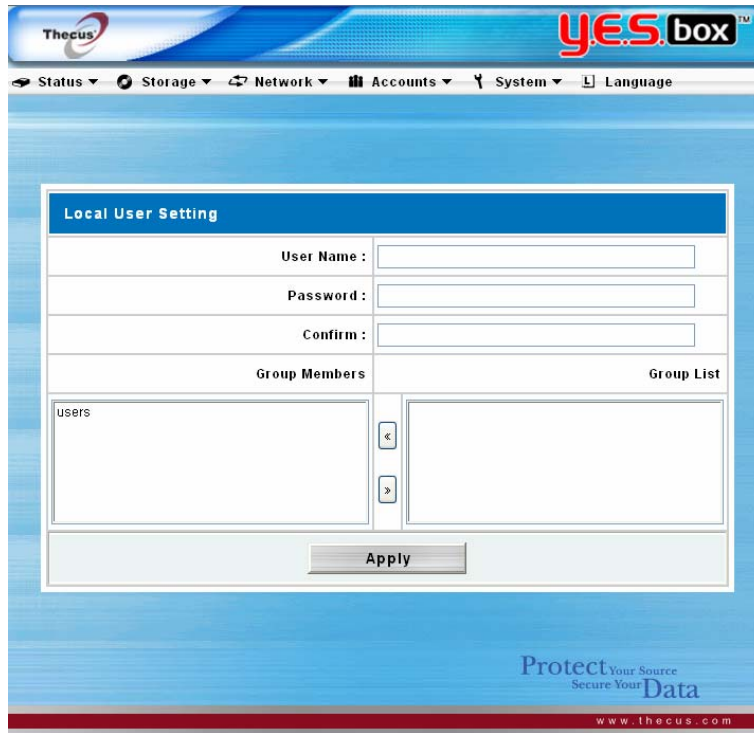 Thecus
Y.E.S.box™
Status ▼ Storage ▼ Network ▼ Accounts ▼ System ▼ L Language
Local User Setting
User Name :
Password :
Confirm :
Group Members Group List
users
«
»
Apply
Protect Your Source
Secure Your Data
www.thecus.com